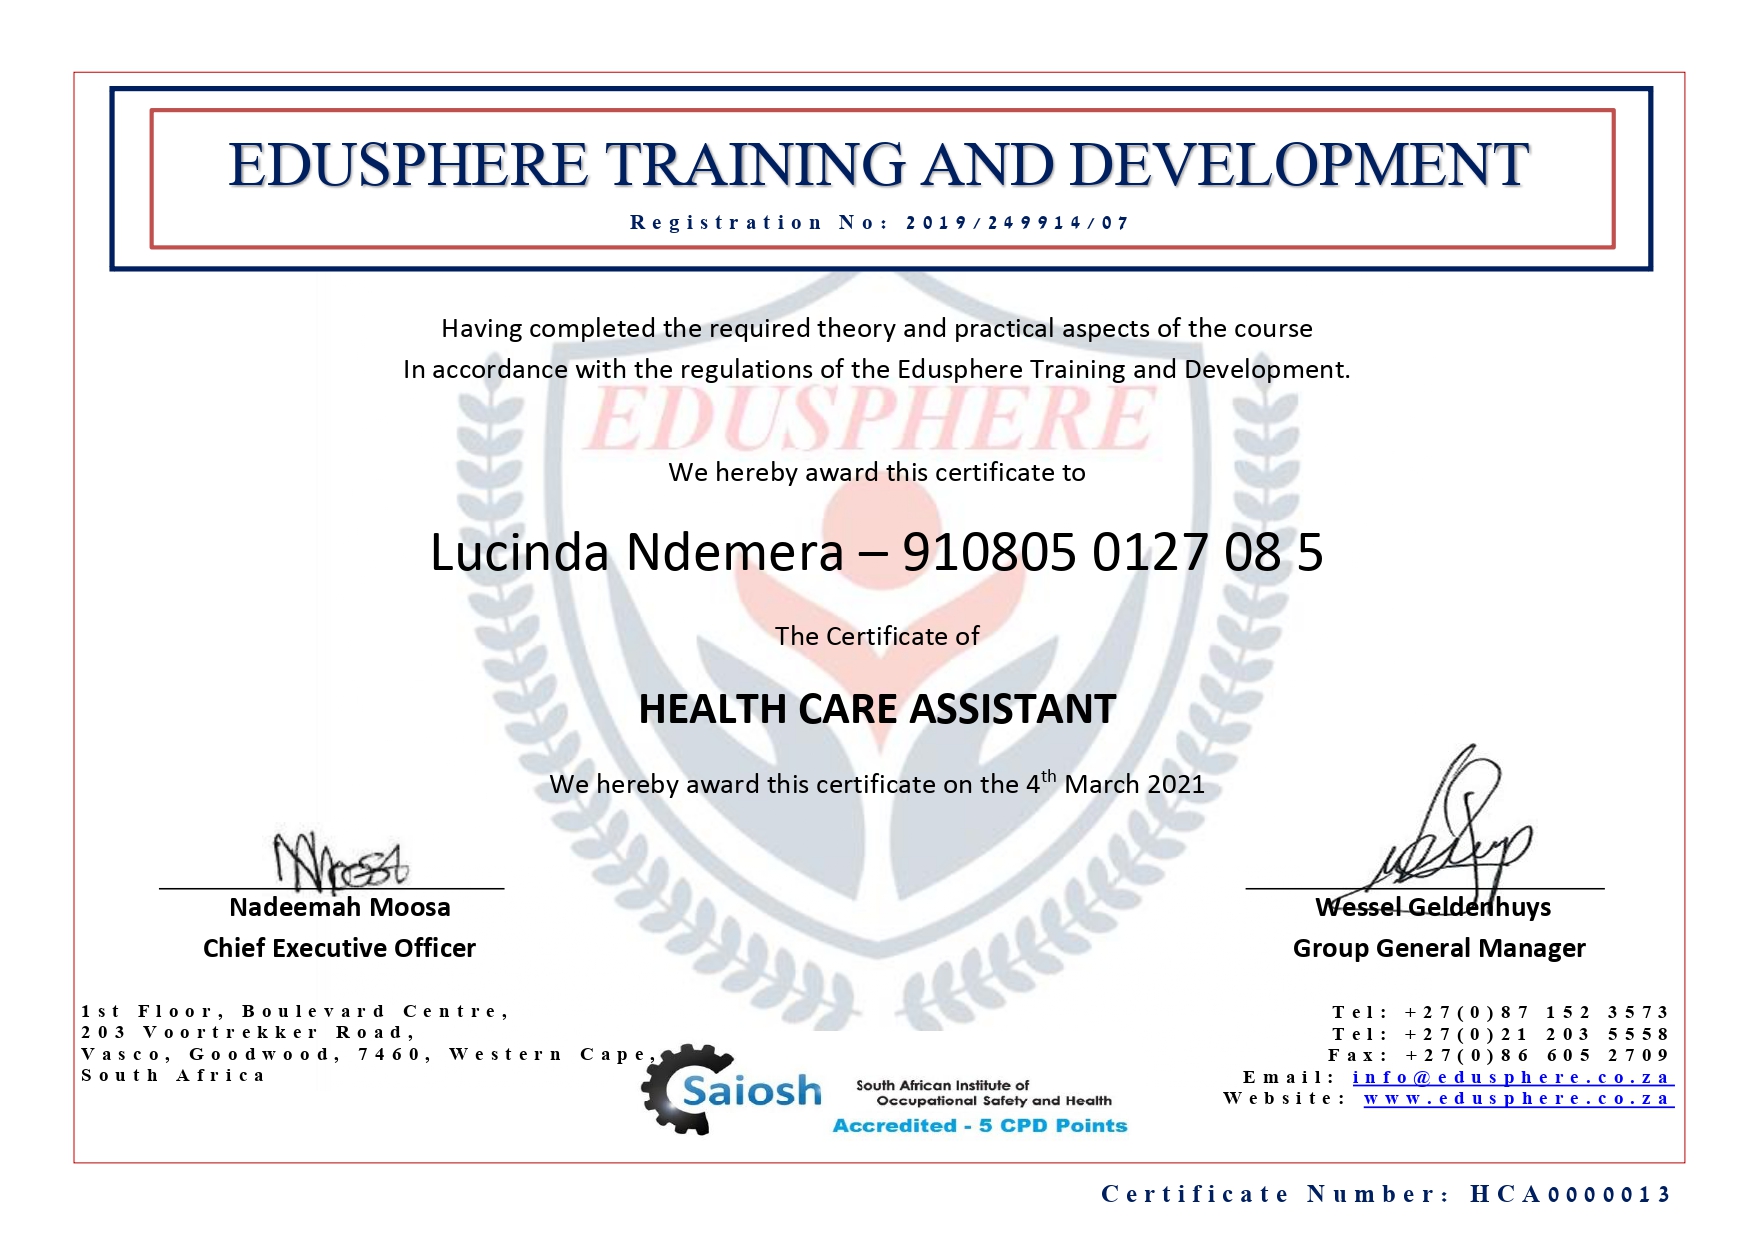 EDUSPHERE TRAINING AND DEVELOPMENT
Registration No: 2019/249914/07
Having completed the required theory and practical aspects of the course
In accordance with the regulations of the Edusphere Training and Development.
EDUSPHERE
We hereby award this certificate to
Lucinda Ndemera – 910805 0127 08 5
The Certificate of
HEALTH CARE ASSISTANT
We hereby award this certificate on the 4th March 2021
Nadeemah Moosa
Chief Executive Officer
Wessel Geldenhuys
Group General Manager
1st Floor, Boulevard Centre,
203 Voortrekker Road,
Vasco, Goodwood, 7460, Western Cape,
South Africa
Saiosh
South African Institute of
Occupational Safety and Health
Accredited - 5 CPD Points
Tel: +27(0)87 152 3573
Tel: +27(0)21 203 5558
Fax: +27(0)86 605 2709
Email: info@edusphere.co.za
Website: www.edusphere.co.za
Certificate Number: HCA0000013